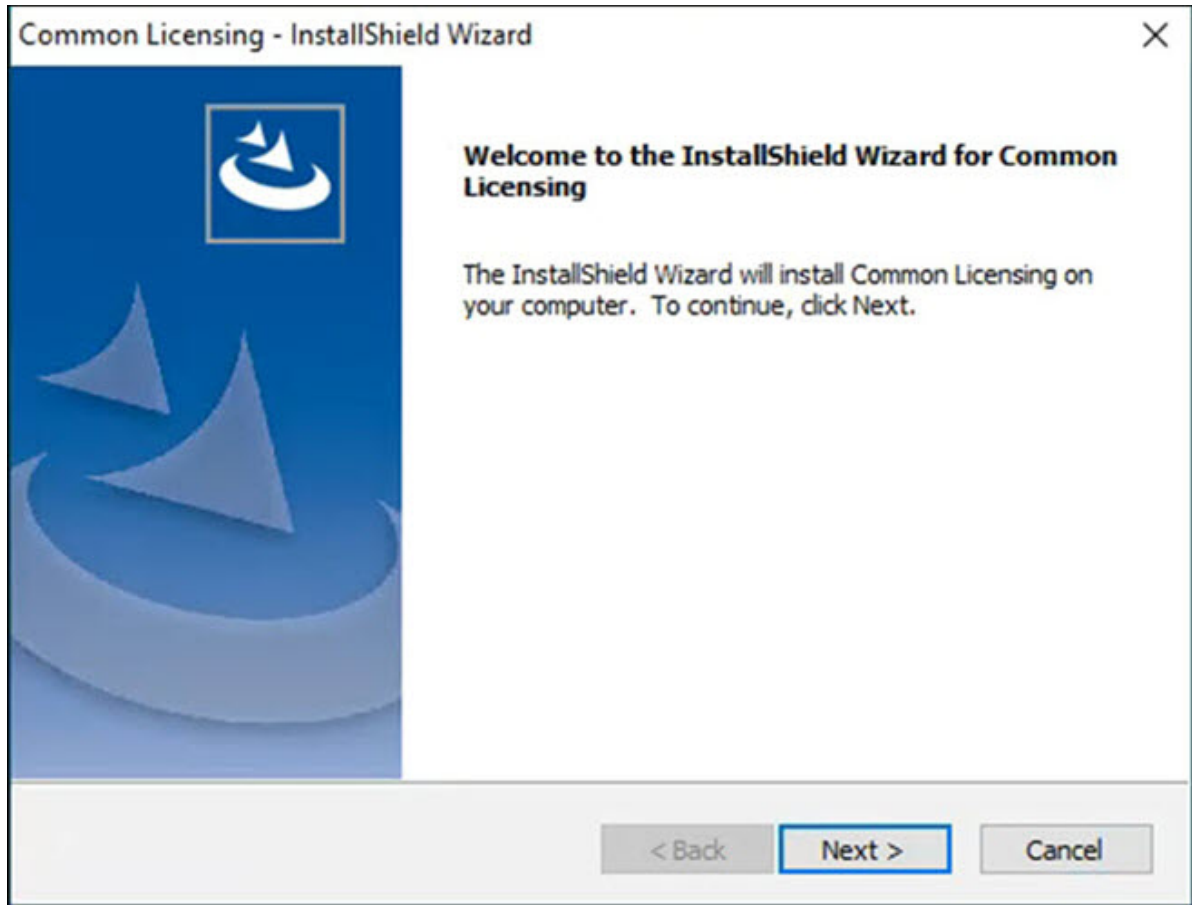 Common Licensing - InstallShield Wizard
Welcome to the InstallShield Wizard for Common
Licensing
The InstallShield Wizard will install Common Licensing on
your computer.  To continue, click Next.
< Back
Next >
Cancel